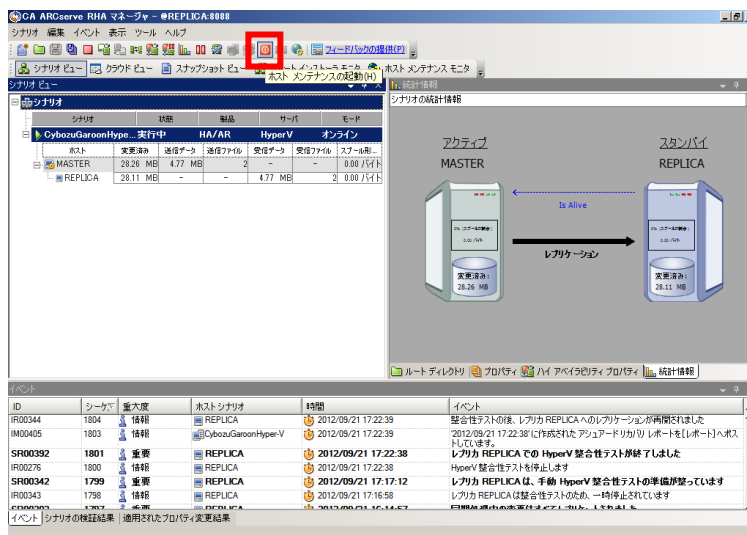 CA ARCserve RHA マネージャ - @REPLICA:8088
シナリオ 編集 イベント 表示 ツール ヘルプ
フィードバックの提供(P)
シナリオ ビュー クラウド ビュー スナップショット ビュー ホスト メンテナンス モニタ
ホスト メンテナンスの起動(H)
シナリオ ビュー
統計情報
シナリオ
シナリオの統計情報
シナリオ 状態 製品 サーバ モード
CybozuGaroonHype... 実行中 HA/AR HyperV オンライン
ホスト 変更済み 送信データ 送信ファイル 受信データ 受信ファイル スプール形...
MASTER 28.26 MB 4.77 MB 2 - - 0.00 バイト
REPLICA 28.11 MB - - 4.77 MB 2 0.00 バイト
アクティブ スタンバイ
MASTER REPLICA
Is Alive
0% (スプールの割合) 0% (スプールの割合)
0.00 バイト 0.00 バイト
レプリケーション
変更済み: 変更済み:
28.26 MB 28.11 MB
ルート ディレクトリ プロパティ ハイ アベイラビリティ プロパティ 統計情報
イベント
ID シーケ 重大度 ホスト シナリオ 時間 イベント
IR00344 1804 情報 REPLICA 2012/09/21 17:22:39 整合性テストの後、レプリカ REPLICA へのレプリケーションが再開されました
IM00405 1803 情報 CybozuGaroonHyper-V 2012/09/21 17:22:39 '2012/09/21 17:22:38' に作成された アシュアード リカバリ レポートを [レポート] へポス
トしています。
SR00392 1801 重要 REPLICA 2012/09/21 17:22:38 レプリカ REPLICA での HyperV 整合性テストが終了しました
IR00276 1800 情報 REPLICA 2012/09/21 17:22:38 HyperV 整合性テストを停止します
SR00342 1799 重要 REPLICA 2012/09/21 17:17:12 レプリカ REPLICA は、手動 HyperV 整合性テストの準備が整っています
IR00343 1798 情報 REPLICA 2012/09/21 17:16:58 レプリカ REPLICA は整合性テストのため、一時停止されています
イベント シナリオの検証結果 適用されたプロパティ変更結果